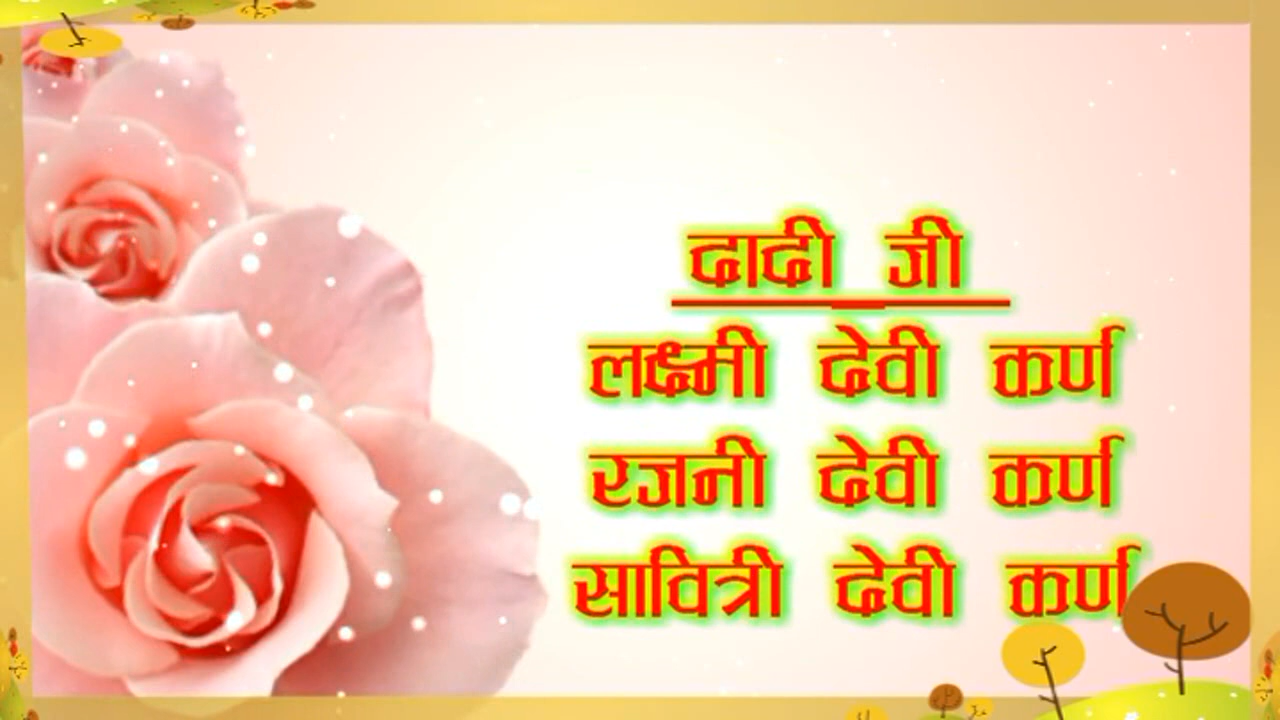 दादी जी
लक्ष्मी देवी कर्ण
रजनी देवी कर्ण
सावित्री देवी कर्ण